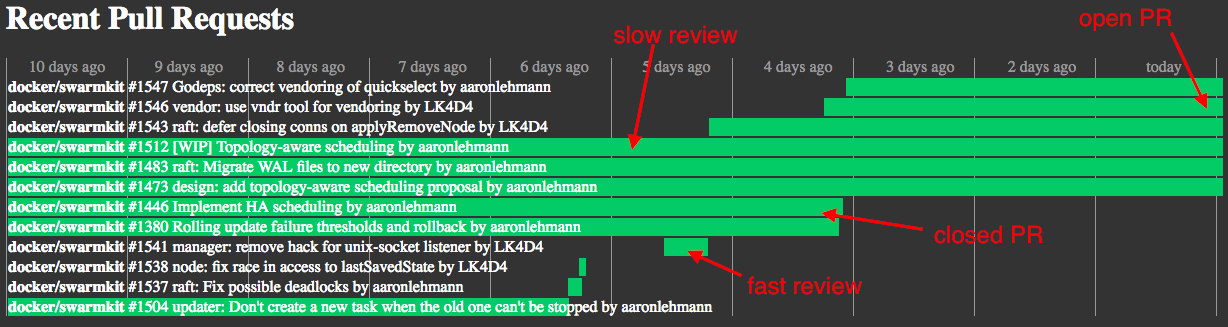 Recent Pull Requests
open PR
slow review
10 days ago 9 days ago 8 days ago 7 days ago 6 days ago 5 days ago 4 days ago 3 days ago 2 days ago today
docker/swarmkit #1547 Godeps: correct vendoring of quickselect by aaronlehmann
docker/swarmkit #1546 vendor: use vndr tool for vendoring by LK4D4
docker/swarmkit #1543 raft: defer closing conns on applyRemoveNode by LK4D4
docker/swarmkit #1512 [WIP] Topology-aware scheduling by aaronlehmann
docker/swarmkit #1483 raft: Migrate WAL files to new directory by aaronlehmann
docker/swarmkit #1473 design: add topology-aware scheduling proposal by aaronlehmann
docker/swarmkit #1446 Implement HA scheduling by aaronlehmann
docker/swarmkit #1380 Rolling update failure thresholds and rollback by aaronlehmann
closed PR
docker/swarmkit #1541 manager: remove hack for unix-socket listener by LK4D4
docker/swarmkit #1538 node: fix race in access to lastSavedState by LK4D4
docker/swarmkit #1537 raft: Fix possible deadlocks by aaronlehmann
fast review
docker/swarmkit #1504 updater: Don't create a new task when the old one can't be stopped by aaronlehmann